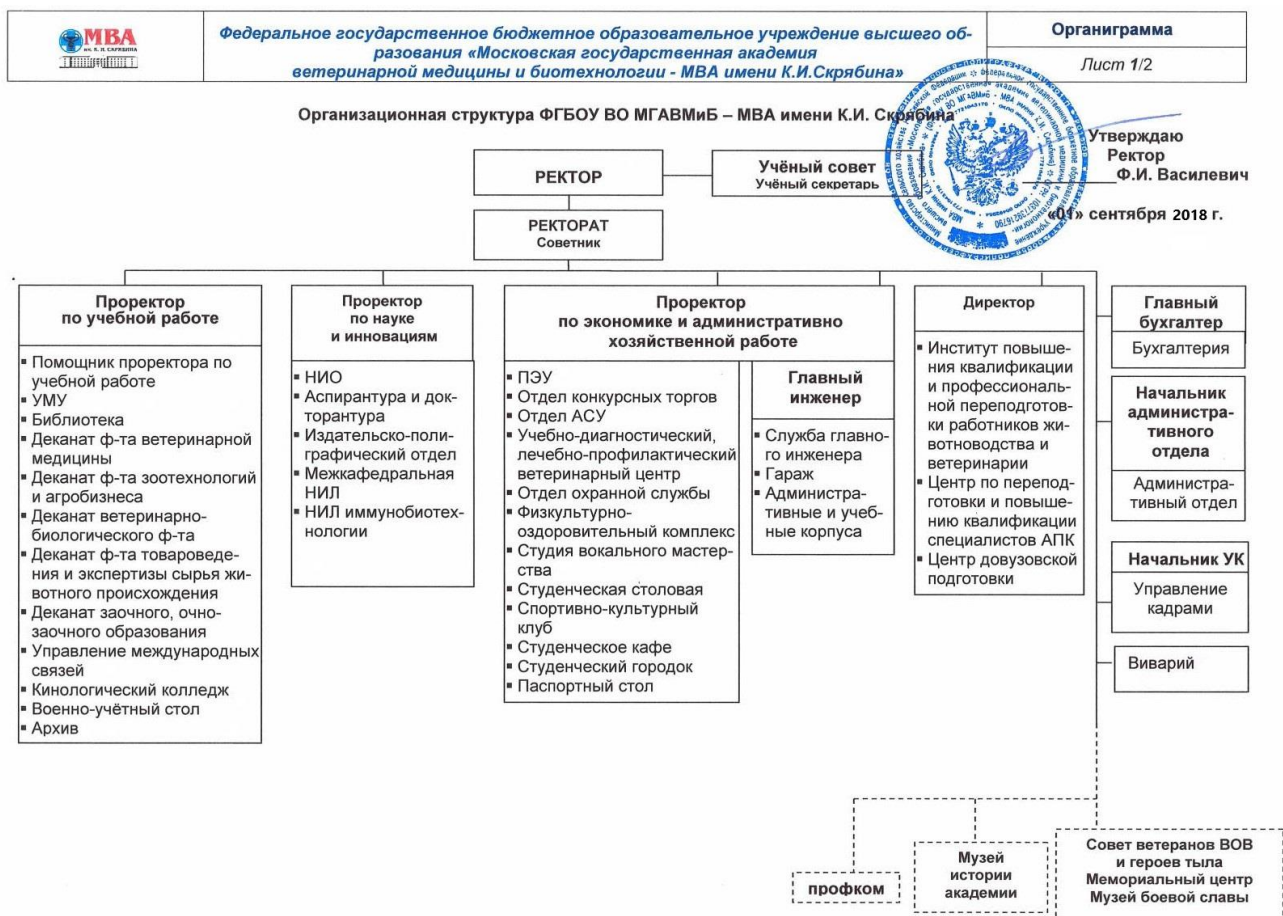 МВА
ИМ. К. И. СКРЯБИНА
Федеральное государственное бюджетное образовательное учреждение высшего об-
разования «Московская государственная академия
ветеринарной медицины и биотехнологии - МВА имени К.И.Скрябина»
Органиграмма
Лист 1/2
Организационная структура ФГБОУ ВО МГАВМиБ – МВА имени К.И. Скрябина
Утверждаю
Ректор
Ф.И. Василевич
«01» сентября 2018 г.
РЕКТОР
Учёный совет
Учёный секретарь
РЕКТОРАТ
Советник
Проректор
по учебной работе
▪ Помощник проректора по
учебной работе
▪ УМУ
▪ Библиотека
▪ Деканат ф-та ветеринарной
медицины
▪ Деканат ф-та зоотехнологий
и агробизнеса
▪ Деканат ветеринарно-
биологического ф-та
▪ Деканат ф-та товароведе-
ния и экспертизы сырья жи-
вотного происхождения
▪ Деканат заочного, очно-
заочного образования
▪ Управление международных
связей
▪ Кинологический колледж
▪ Военно-учётный стол
▪ Архив
Проректор
по науке
и инновациям
▪ НИО
▪ Аспирантура и док-
торантура
▪ Издательско-поли-
графический отдел
▪ Межкафедральная
НИЛ
▪ НИЛ иммунобиотех-
нологии
Проректор
по экономике и административно
хозяйственной работе
▪ ПЭУ
▪ Отдел конкурсных торгов
▪ Отдел АСУ
▪ Учебно-диагностический,
лечебно-профилактический
ветеринарный центр
▪ Отдел охранной службы
▪ Физкультурно-
оздоровительный комплекс
▪ Студия вокального мастер-
ства
▪ Студенческая столовая
▪ Спортивно-культурный
клуб
▪ Студенческое кафе
▪ Студенческий городок
▪ Паспортный стол
Главный
инженер
▪ Служба главно-
го инженера
▪ Гараж
▪ Администра-
тивные и учеб-
ные корпуса
Директор
▪ Институт повыше-
ния квалификации
и профессиональ-
ной переподготов-
ки работников жи-
вотноводства и
ветеринарии
▪ Центр по перепод-
готовки и повыше-
нию квалификации
специалистов АПК
▪ Центр довузовской
подготовки
Главный
бухгалтер
Бухгалтерия
Начальник
администра-
тивного
отдела
Администра-
тивный отдел
Начальник УК
Управление
кадрами
Виварий
профком
Музей
истории
академии
Совет ветеранов ВОВ
и героев тыла
Мемориальный центр
Музей боевой славы